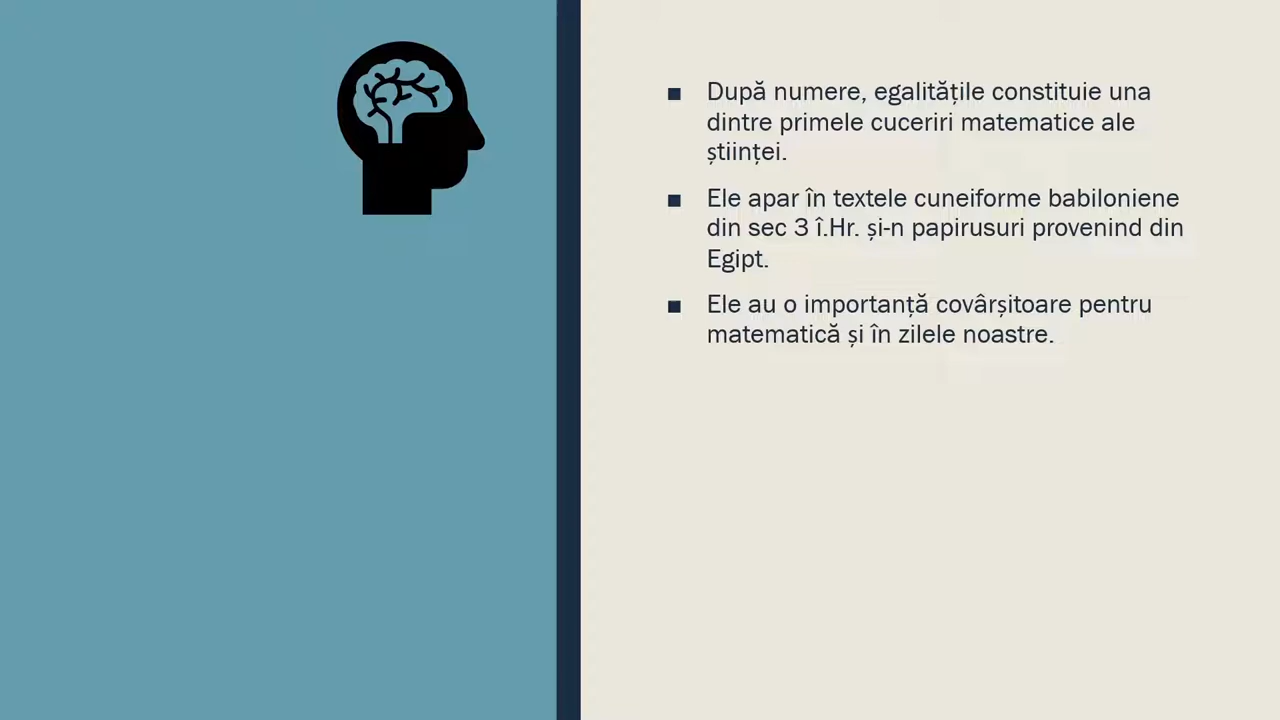 ■ După numere, egalitățile constituie una
dintre primele cuceriri matematice ale
științei.
■ Ele apar în textele cuneiforme babiloniene
din sec 3 î.Hr. și-n papirusuri provenind din
Egipt.
■ Ele au o importanță covârșitoare pentru
matematică și în zilele noastre.